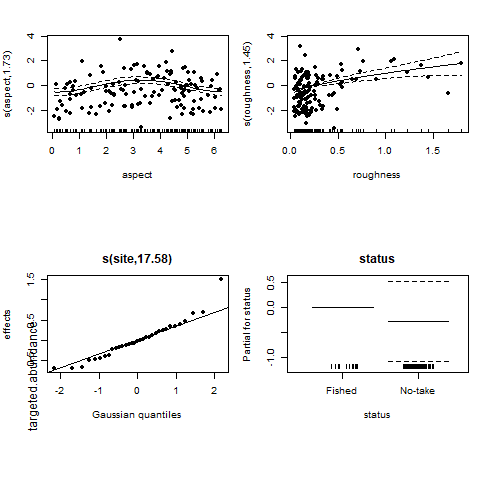 s(aspect,1.73)
4
2
0
-2
0 1 2 3 4 5 6
aspect
s(roughness,1.45)
4
2
0
-2
0.0 0.5 1.0 1.5
roughness
s(site,17.58)
effects
targeted.abundance
1.5
0.5
-2 -1 0 1 2
Gaussian quantiles
status
Partial for status
0.5
-1.0
Fished No-take
status